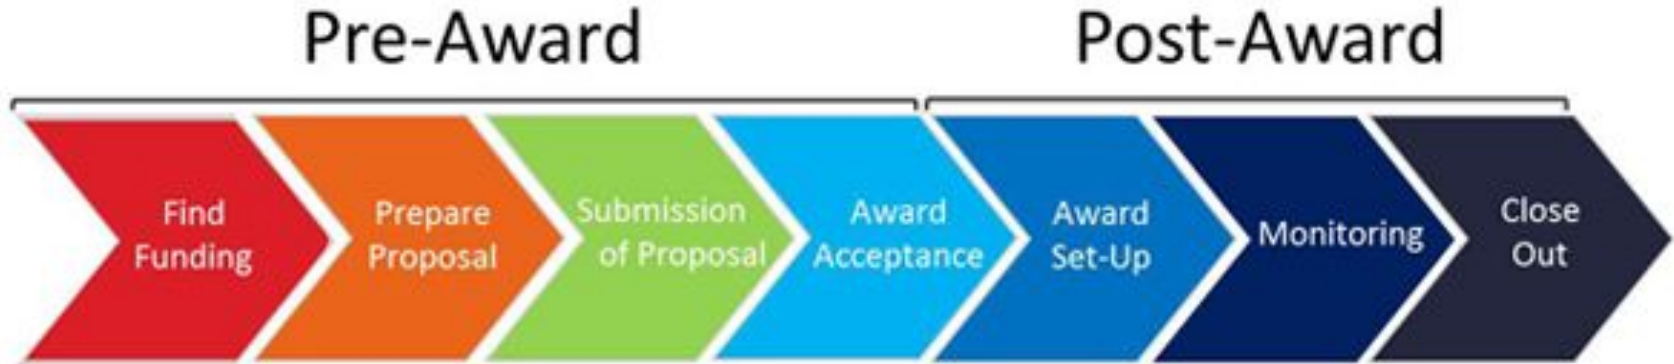 Pre-Award
Post-Award
Find
Funding
Prepare
Proposal
Submission
of Proposal
Award
Acceptance
Award
Set-Up
Monitoring
Close
Out